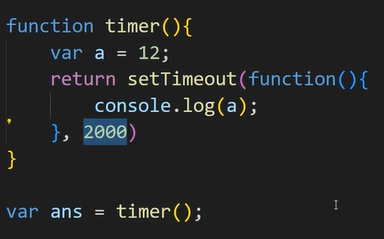 function timer(){
    var a = 12;
    return setTimeout(function(){
        console.log(a);
    }, 2000)
}
var ans = timer();